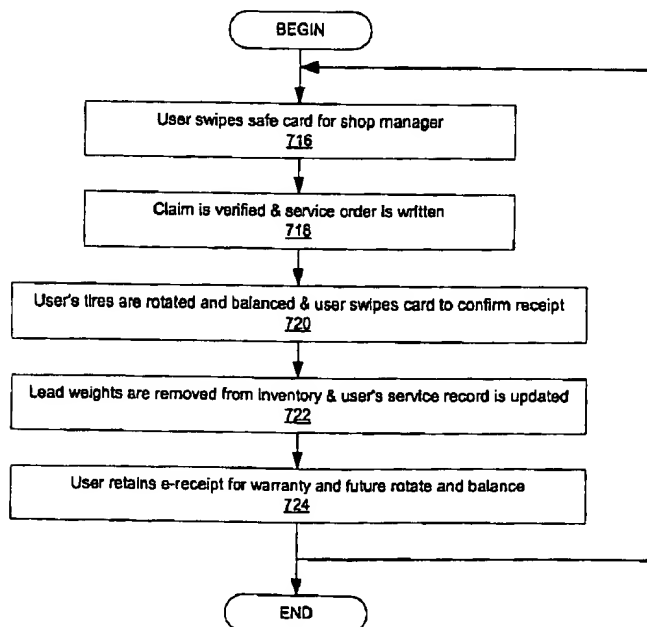 BEGIN
User swipes safe card for shop manager
716
Claim is verified & service order is written
718
User's tires are rotated and balanced & user swipes card to confirm receipt
720
Lead weights are removed from inventory & user's service record is updated
722
User retains e-receipt for warranty and future rotate and balance
724
END